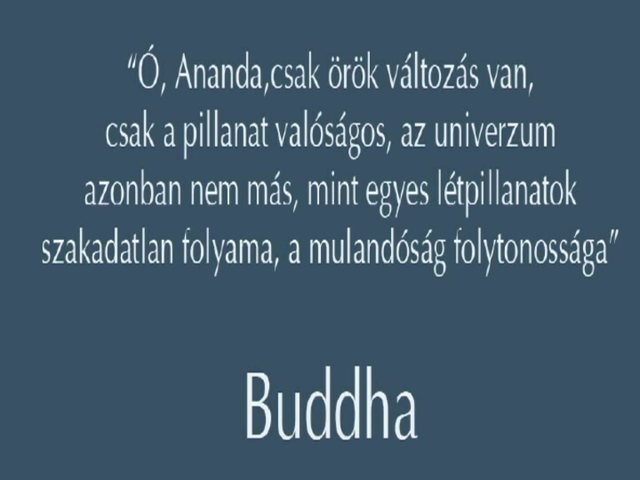 “Ó, Ananda,csak örök változás van,
csak a pillanat valóságos, az univerzum
azonban nem más, mint egyes létpillanatok
szakadatlan folyama, a mulandóság folytonossága”
Buddha